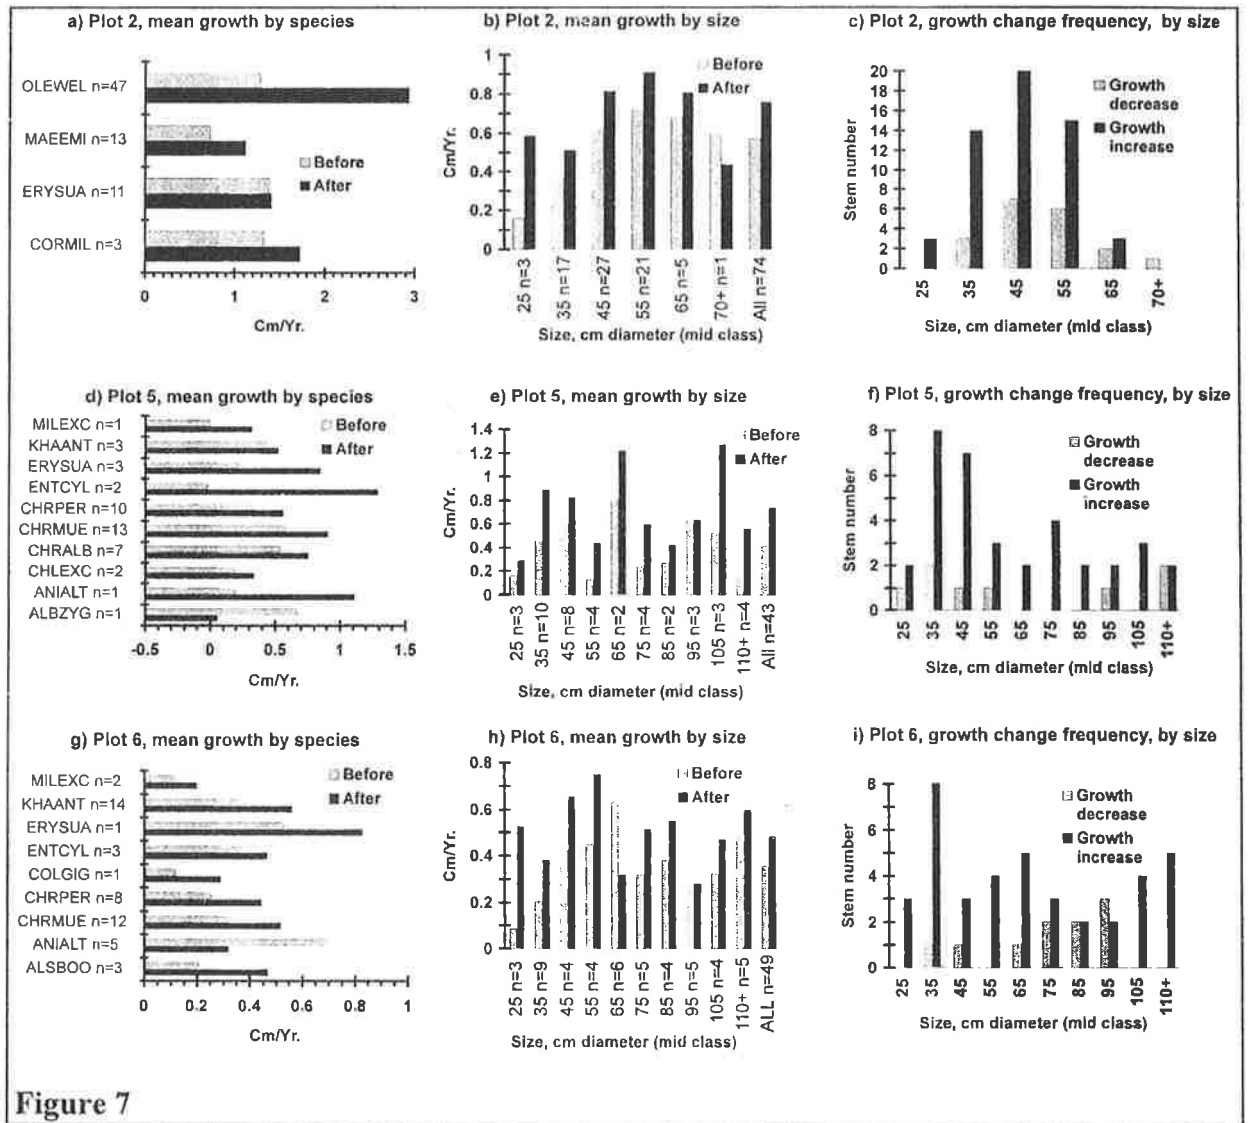 a) Plot 2, mean growth by species
OLEWEL n=47
MAEEMI n=13
ERYSUA n=11
CORMIL n=3
Before
After
0 1 2 3
Cm/Yr.
b) Plot 2, mean growth by size
Cm/Yr.
1
0.8
0.6
0.4
0.2
0
Before
After
25 n=3
35 n=17
45 n=27
55 n=21
65 n=5
70+ n=1
All n=74
Size, cm diameter (mid class)
c) Plot 2, growth change frequency, by size
Stem number
20
18
16
14
12
10
8
6
4
2
0
Growth
decrease
Growth
increase
25
35
45
55
65
70+
Size, cm diameter (mid class)
d) Plot 5, mean growth by species
MILEXC n=1
KHAANT n=3
ERYSUA n=3
ENTCYL n=2
CHRPER n=10
CHRMUE n=13
CHRALB n=7
CHLEXC n=2
ANIALT n=1
ALBZYG n=1
Before
After
-0.5 0 0.5 1 1.5
Cm/Yr.
e) Plot 5, mean growth by size
Cm/Yr.
1.4
1.2
1
0.8
0.6
0.4
0.2
0
Before
After
25 n=3
35 n=10
45 n=8
55 n=4
65 n=2
75 n=4
85 n=2
95 n=3
105 n=3
110+ n=4
All n=43
Size, cm diameter (mid class)
f) Plot 5, growth change frequency, by size
Stem number
8
6
4
2
0
Growth
decrease
Growth
increase
25
35
45
55
65
75
85
95
105
110+
Size, cm diameter (mid class)
g) Plot 6, mean growth by species
MILEXC n=2
KHAANT n=14
ERYSUA n=1
ENTCYL n=3
COLGIG n=1
CHRPER n=8
CHRMUE n=12
ANIALT n=5
ALSBOO n=3
Before
After
0 0.2 0.4 0.6 0.8 1
Cm/Yr.
h) Plot 6, mean growth by size
Cm/Yr.
0.8
0.6
0.4
0.2
0
Before
After
25 n=3
35 n=9
45 n=4
55 n=4
65 n=6
75 n=5
85 n=4
95 n=5
105 n=4
110+ n=5
ALL n=49
Size, cm diameter (mid class)
i) Plot 6, growth change frequency, by size
Stem number
8
6
4
2
0
Growth
decrease
Growth
increase
25
35
45
55
65
75
85
95
105
110+
Size, cm diameter (mid class)
Figure 7